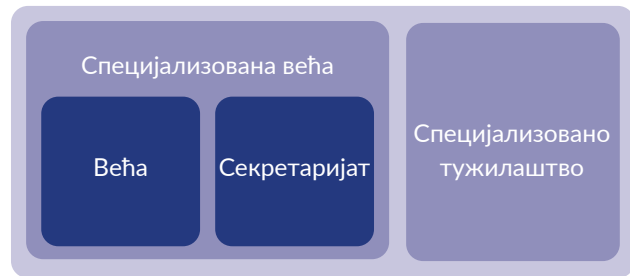 Специјализована већа
Већа
Секретаријат
Специјализовано
тужилаштво